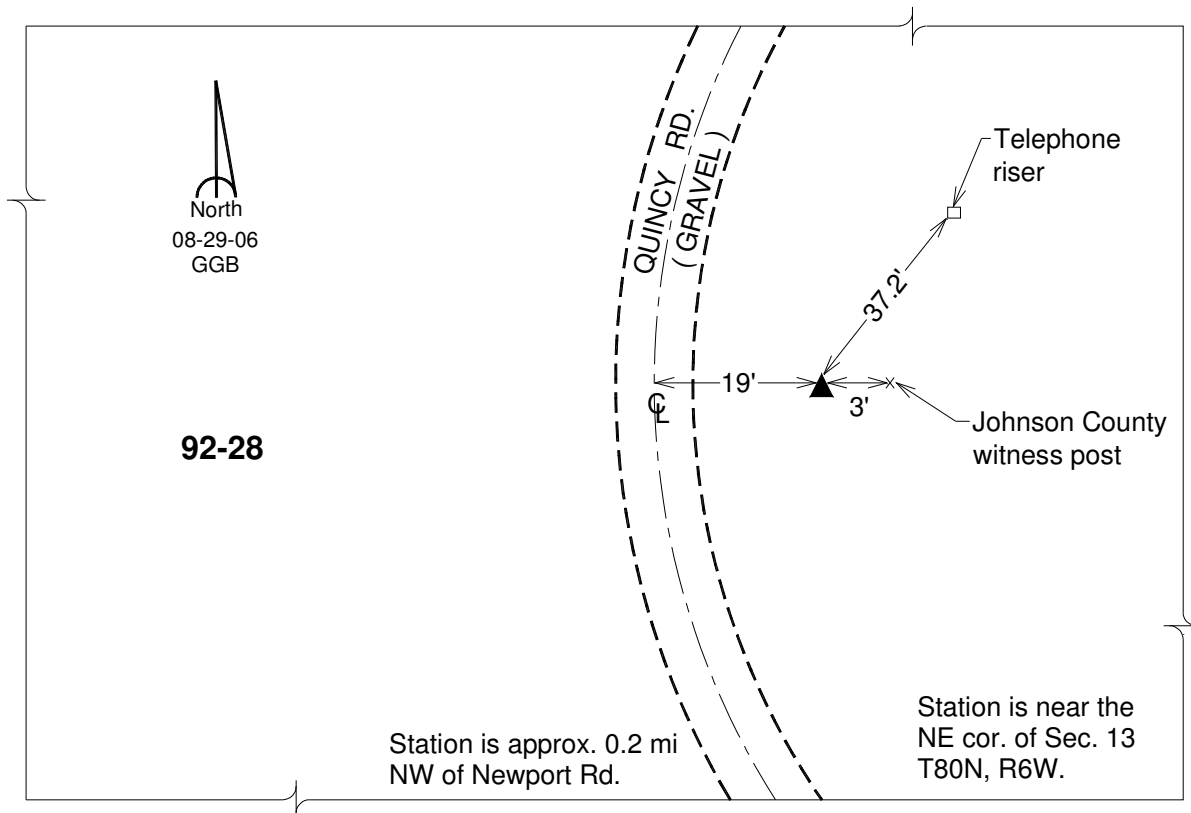 North
08-29-06
GGB
92-28
QUINCY RD.
( GRAVEL )
Telephone
riser
37.2'
19'
3'
CL
Johnson County
witness post
Station is approx. 0.2 mi
NW of Newport Rd.
Station is near the
NE cor. of Sec. 13
T80N, R6W.